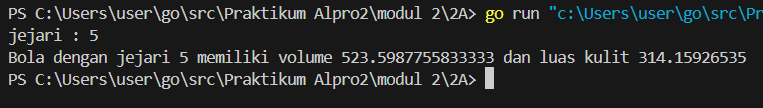 PS C:\Users\user\go\src\Praktikum Alpro2\modul 2\2A> go run "c:\Users\user\go\src\Pr
jejari : 5
Bola dengan jejari 5 memiliki volume 523.5987755833333 dan luas kulit 314.15926535
PS C:\Users\user\go\src\Praktikum Alpro2\modul 2\2A>